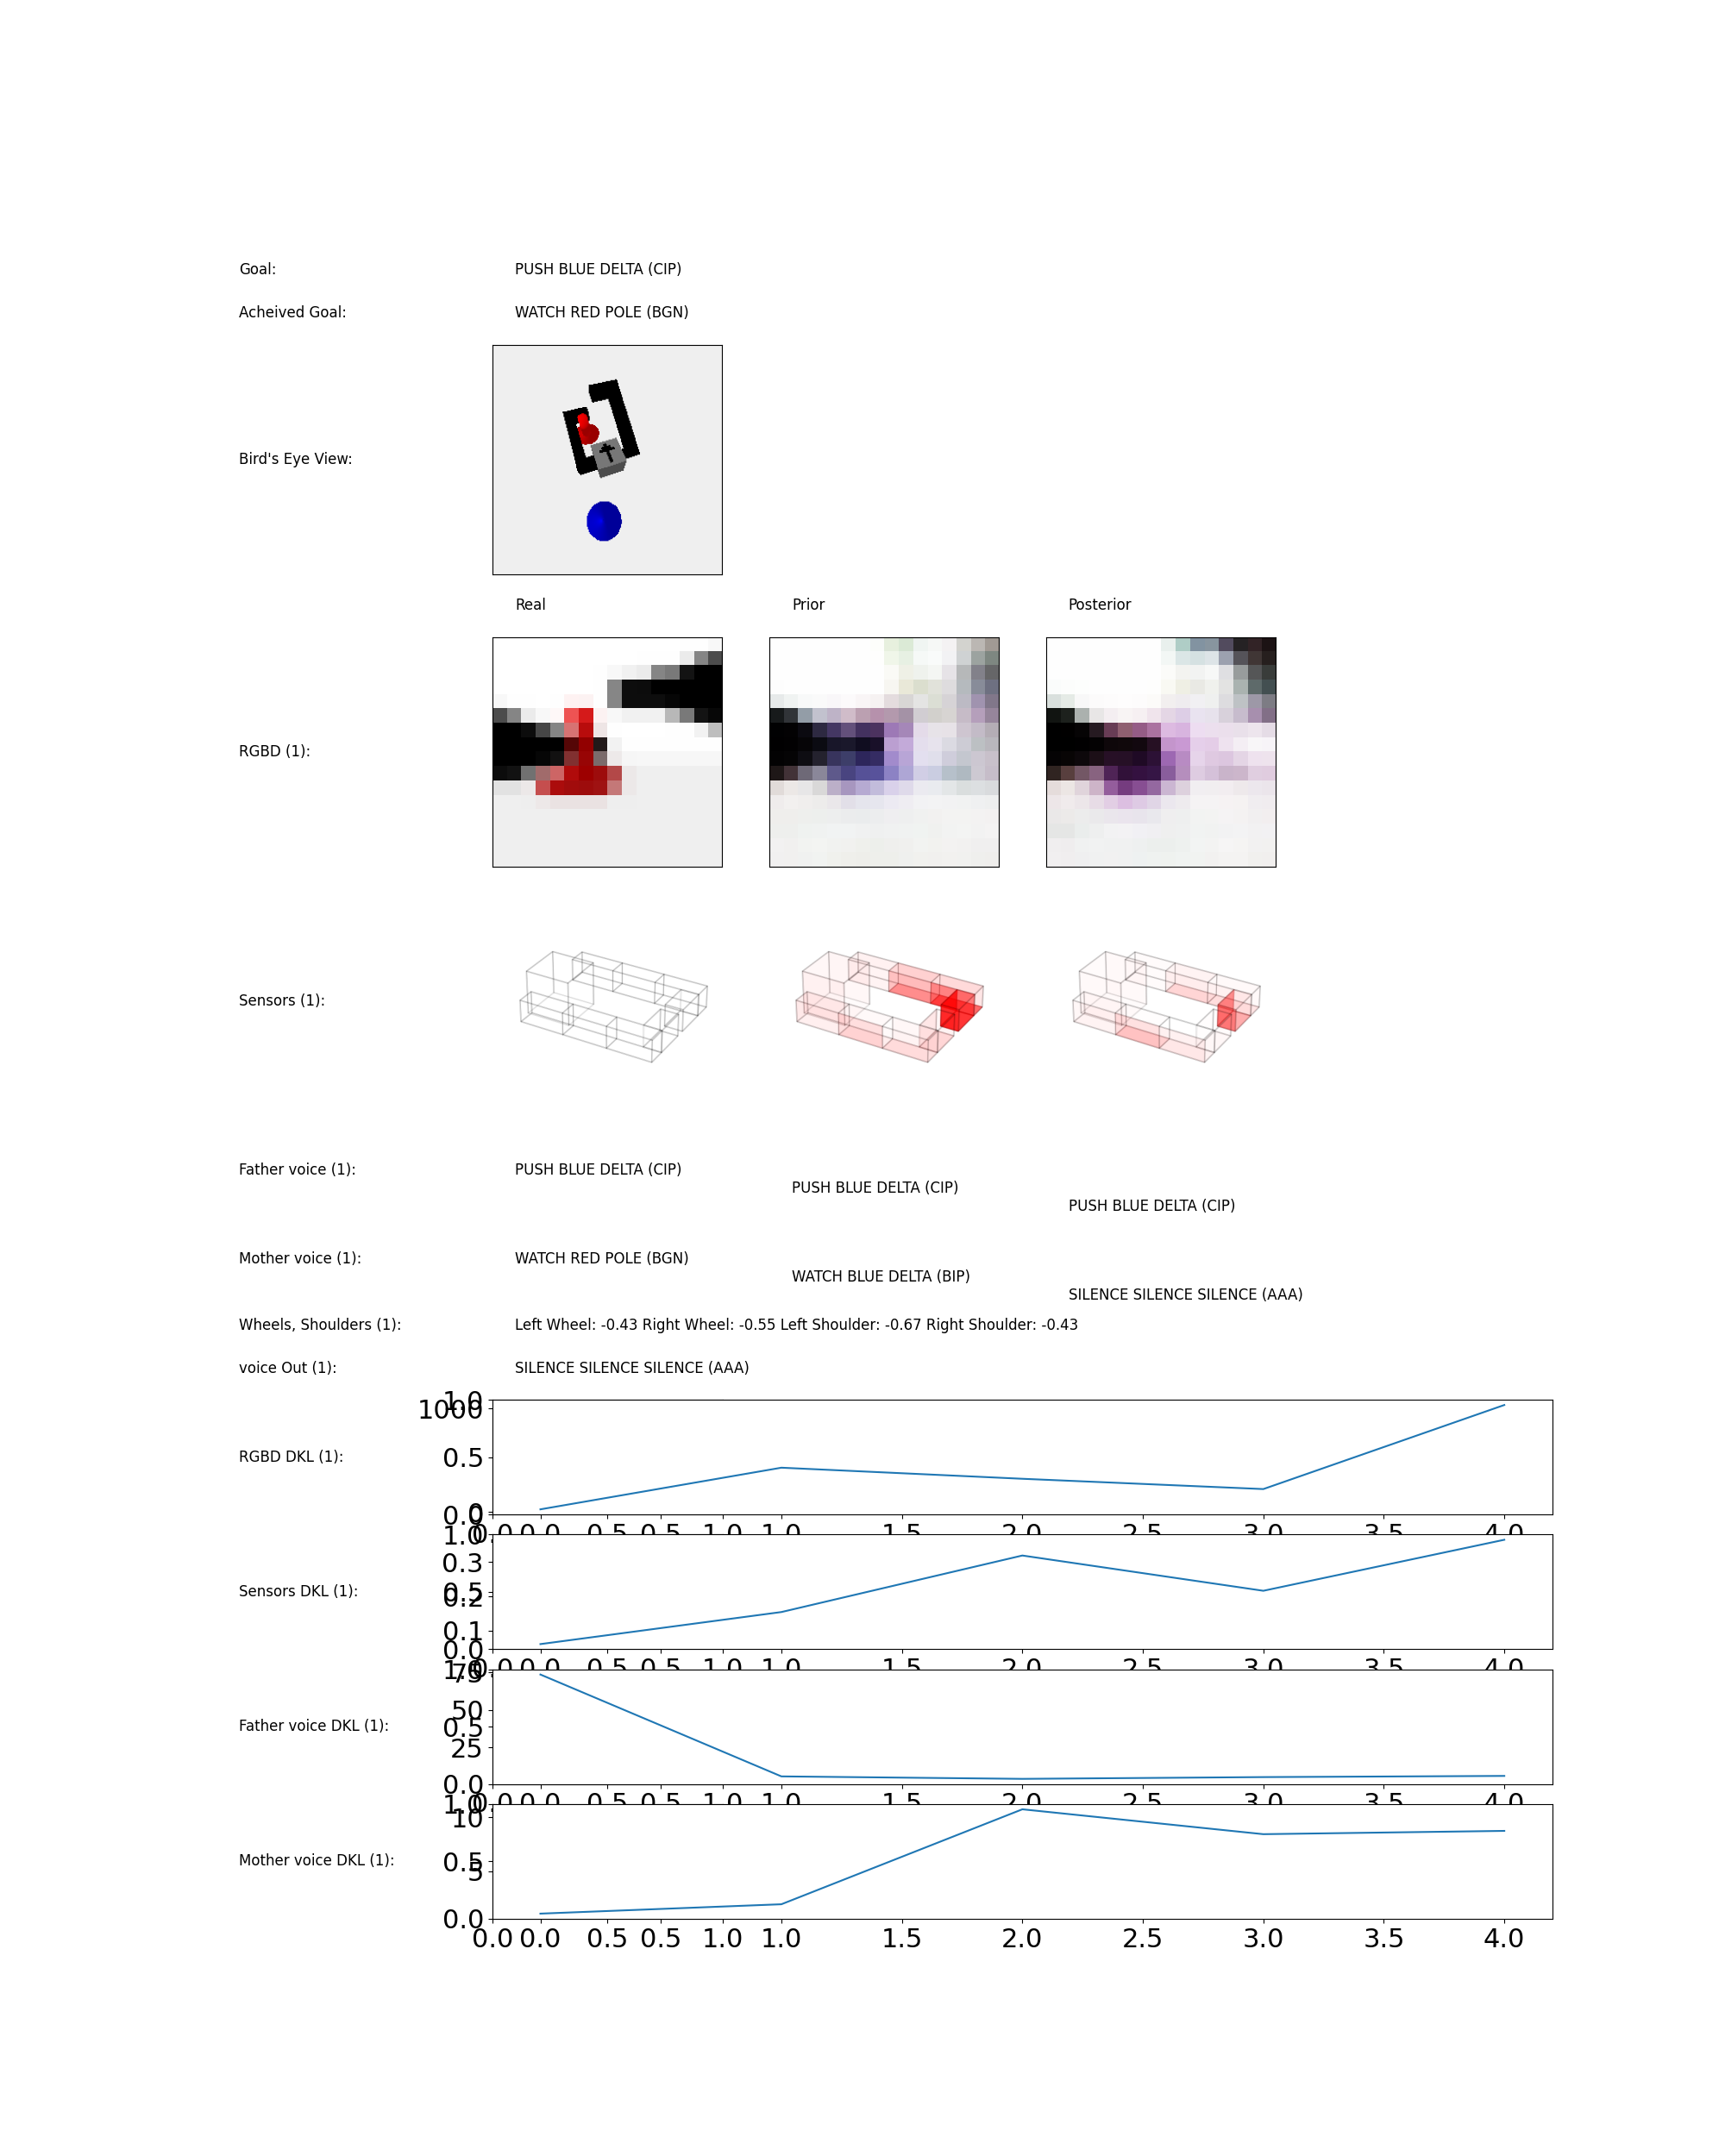 Goal: PUSH BLUE DELTA (CIP)
Acheived Goal: WATCH RED POLE (BGN)
Bird's Eye View:
Real Prior Posterior
RGBD (1):
Sensors (1):
Father voice (1): PUSH BLUE DELTA (CIP)
PUSH BLUE DELTA (CIP)
PUSH BLUE DELTA (CIP)
Mother voice (1): WATCH RED POLE (BGN)
WATCH BLUE DELTA (BIP)
SILENCE SILENCE SILENCE (AAA)
Wheels, Shoulders (1): Left Wheel: -0.43 Right Wheel: -0.55 Left Shoulder: -0.67 Right Shoulder: -0.43
voice Out (1): SILENCE SILENCE SILENCE (AAA)
1.0
1000
RGBD DKL (1): 0.5
0
0.0
0.0 0.0 0.5 0.5 1.0 1.0 1.5 2.0 2.5 3.0 3.5 4.0
1.0
0.3
Sensors DKL (1): 0.5
0.2
0.1
0.0
0.0 0.0 0.5 0.5 1.0 1.0 1.5 2.0 2.5 3.0 3.5 4.0
1.0
75
50
Father voice DKL (1): 0.5
25
0.0
0.0 0.0 0.5 0.5 1.0 1.0 1.5 2.0 2.5 3.0 3.5 4.0
1.0
10
Mother voice DKL (1): 0.5
5
0.0
0.0 0.0 0.5 0.5 1.0 1.0 1.5 2.0 2.5 3.0 3.5 4.0